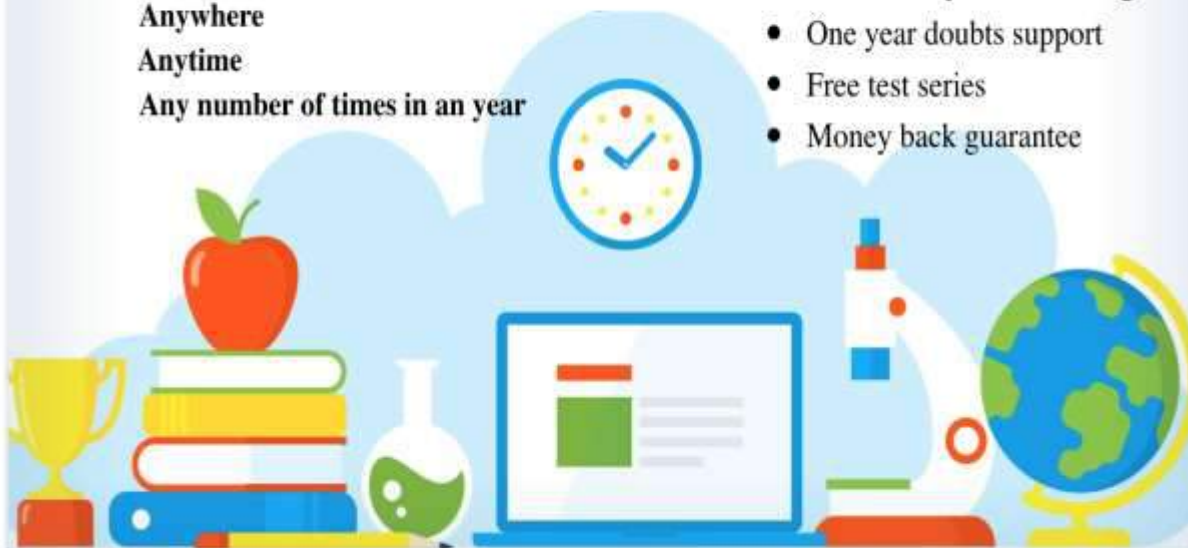 Anywhere
Anytime
Any number of times in an year
• One year doubts support
• Free test series
• Money back guarantee